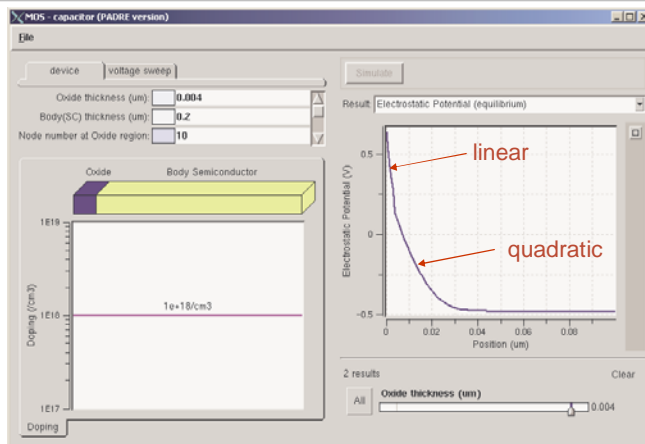 MOS - capacitor (PADRE version)
File
device
voltage sweep
Oxide thickness (um):
0.004
Body(SC) thickness (um):
0.2
Node number at Oxide region:
10
Oxide
Body Semiconductor
1E19
1E18
1E17
Doping (/cm3)
1e+18/cm3
Doping
Simulate
Result:
Electrostatic Potential (equilibrium)
Electrostatic Potential (V)
0.5
0
-0.5
linear
quadratic
0
0.02
0.04
0.06
0.08
Position (um)
2 results
Clear
All
Oxide thickness (um)
0.004